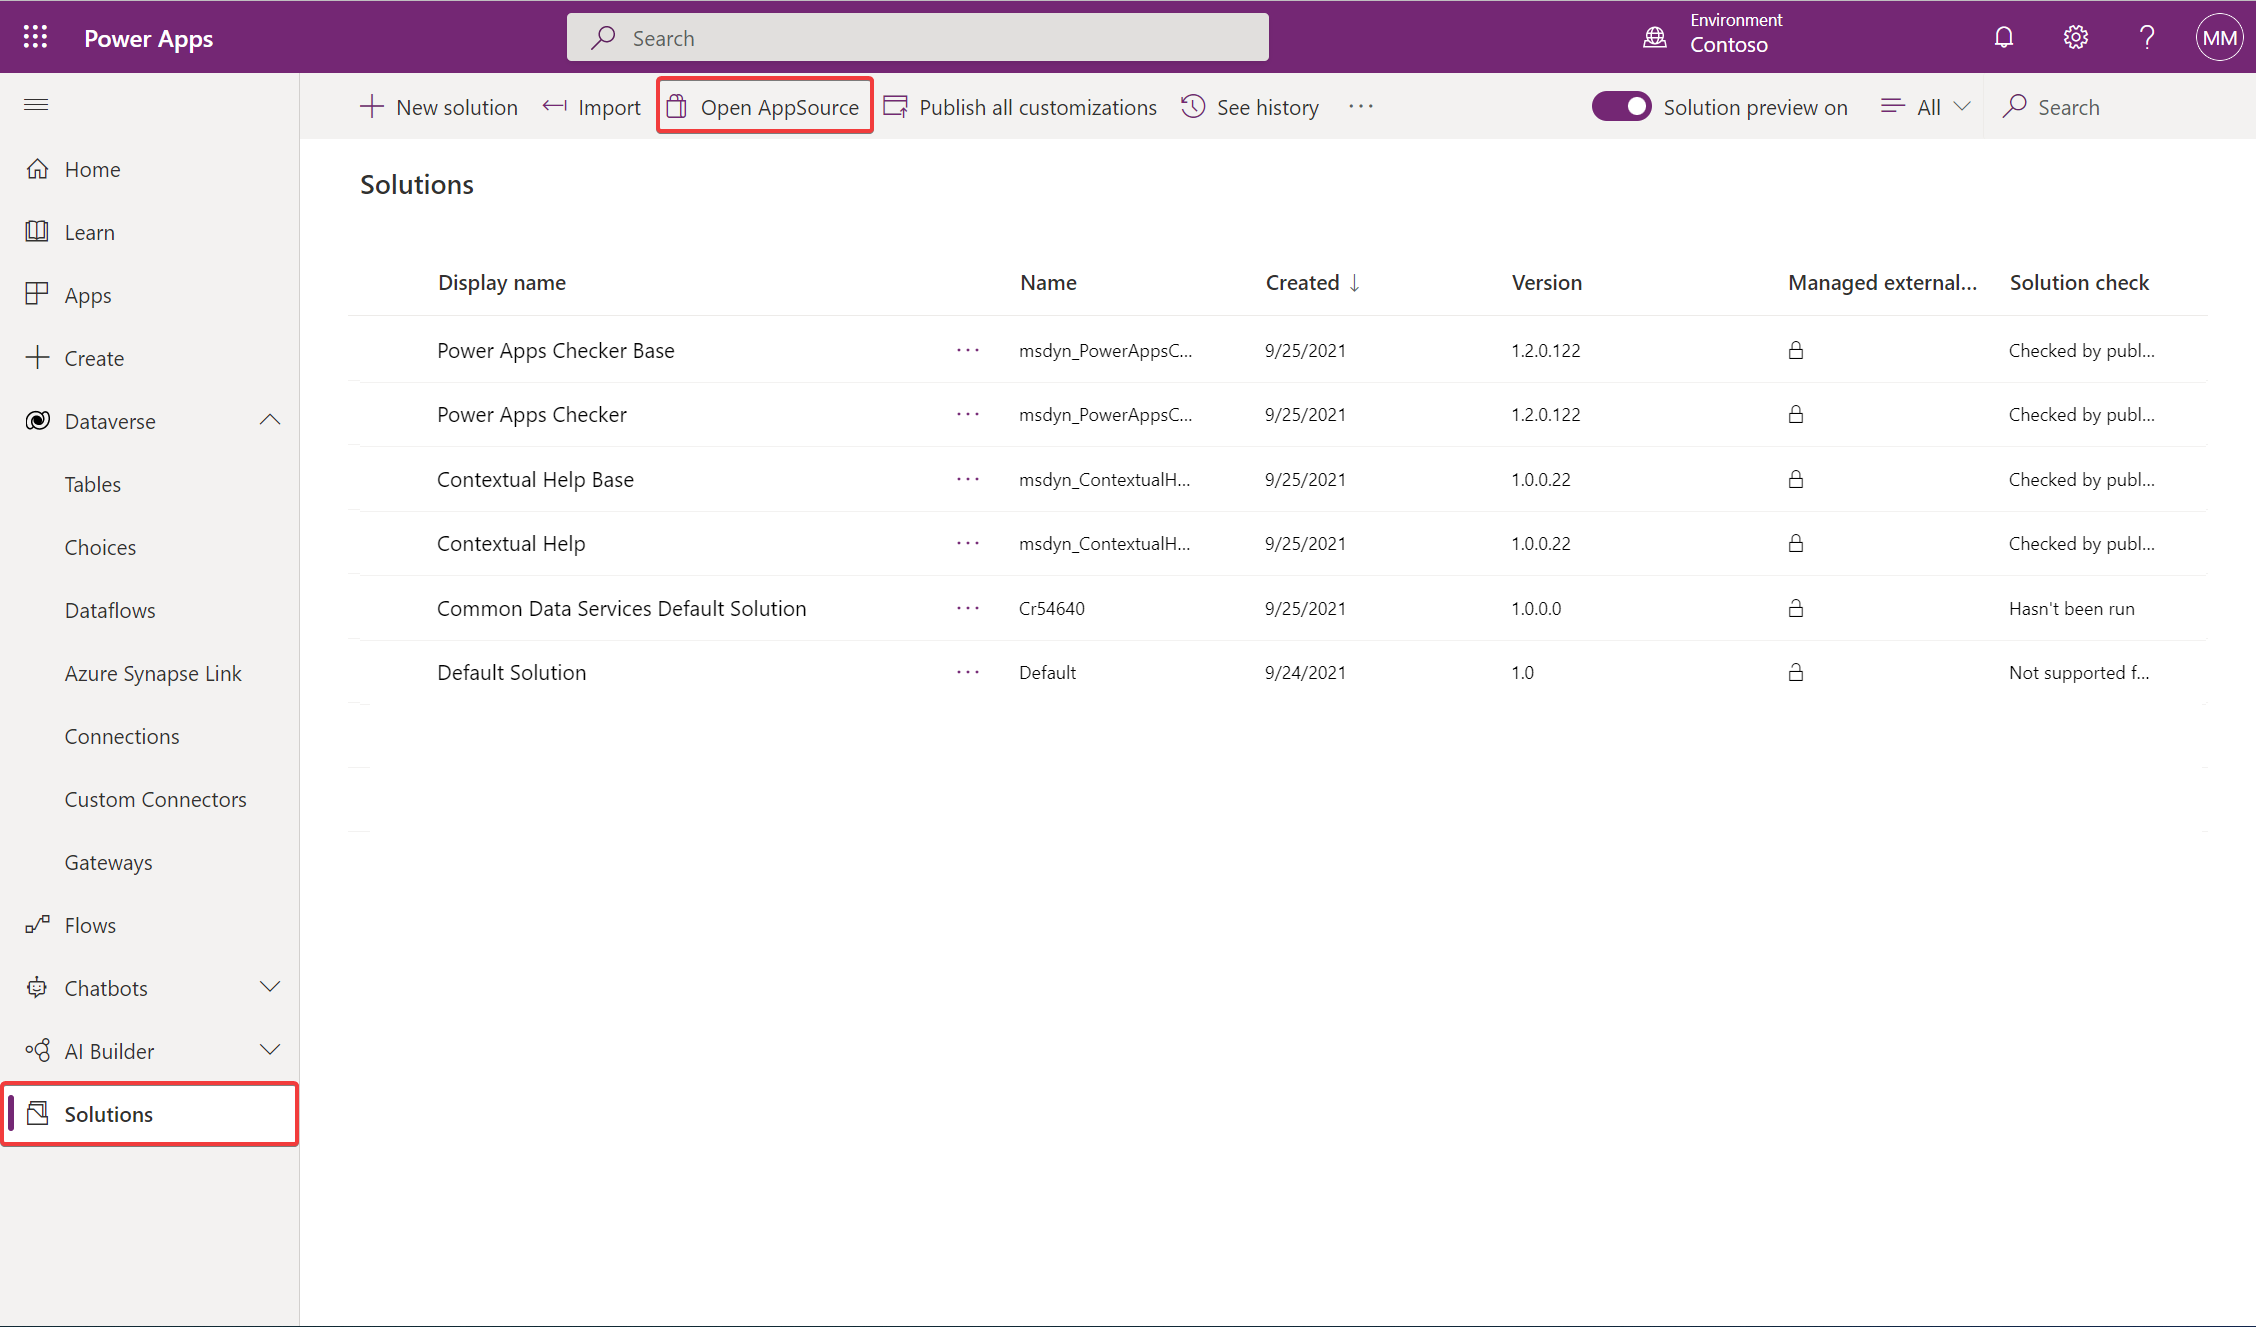 Power Apps
Search
Environment
Contoso
MM
New solution
Import
Open AppSource
Publish all customizations
See history
Solution preview on
All
Search
Home
Learn
Apps
Create
Dataverse
Tables
Choices
Dataflows
Azure Synapse Link
Connections
Custom Connectors
Gateways
Flows
Chatbots
AI Builder
Solutions
Solutions
Display name Name Created ↓ Version Managed external... Solution check
Power Apps Checker Base ... msdyn_PowerAppsC... 9/25/2021 1.2.0.122 Checked by publ...
Power Apps Checker ... msdyn_PowerAppsC... 9/25/2021 1.2.0.122 Checked by publ...
Contextual Help Base ... msdyn_ContextualH... 9/25/2021 1.0.0.22 Checked by publ...
Contextual Help ... msdyn_ContextualH... 9/25/2021 1.0.0.22 Checked by publ...
Common Data Services Default Solution ... Cr54640 9/25/2021 1.0.0.0 Hasn't been run
Default Solution ... Default 9/24/2021 1.0 Not supported f...